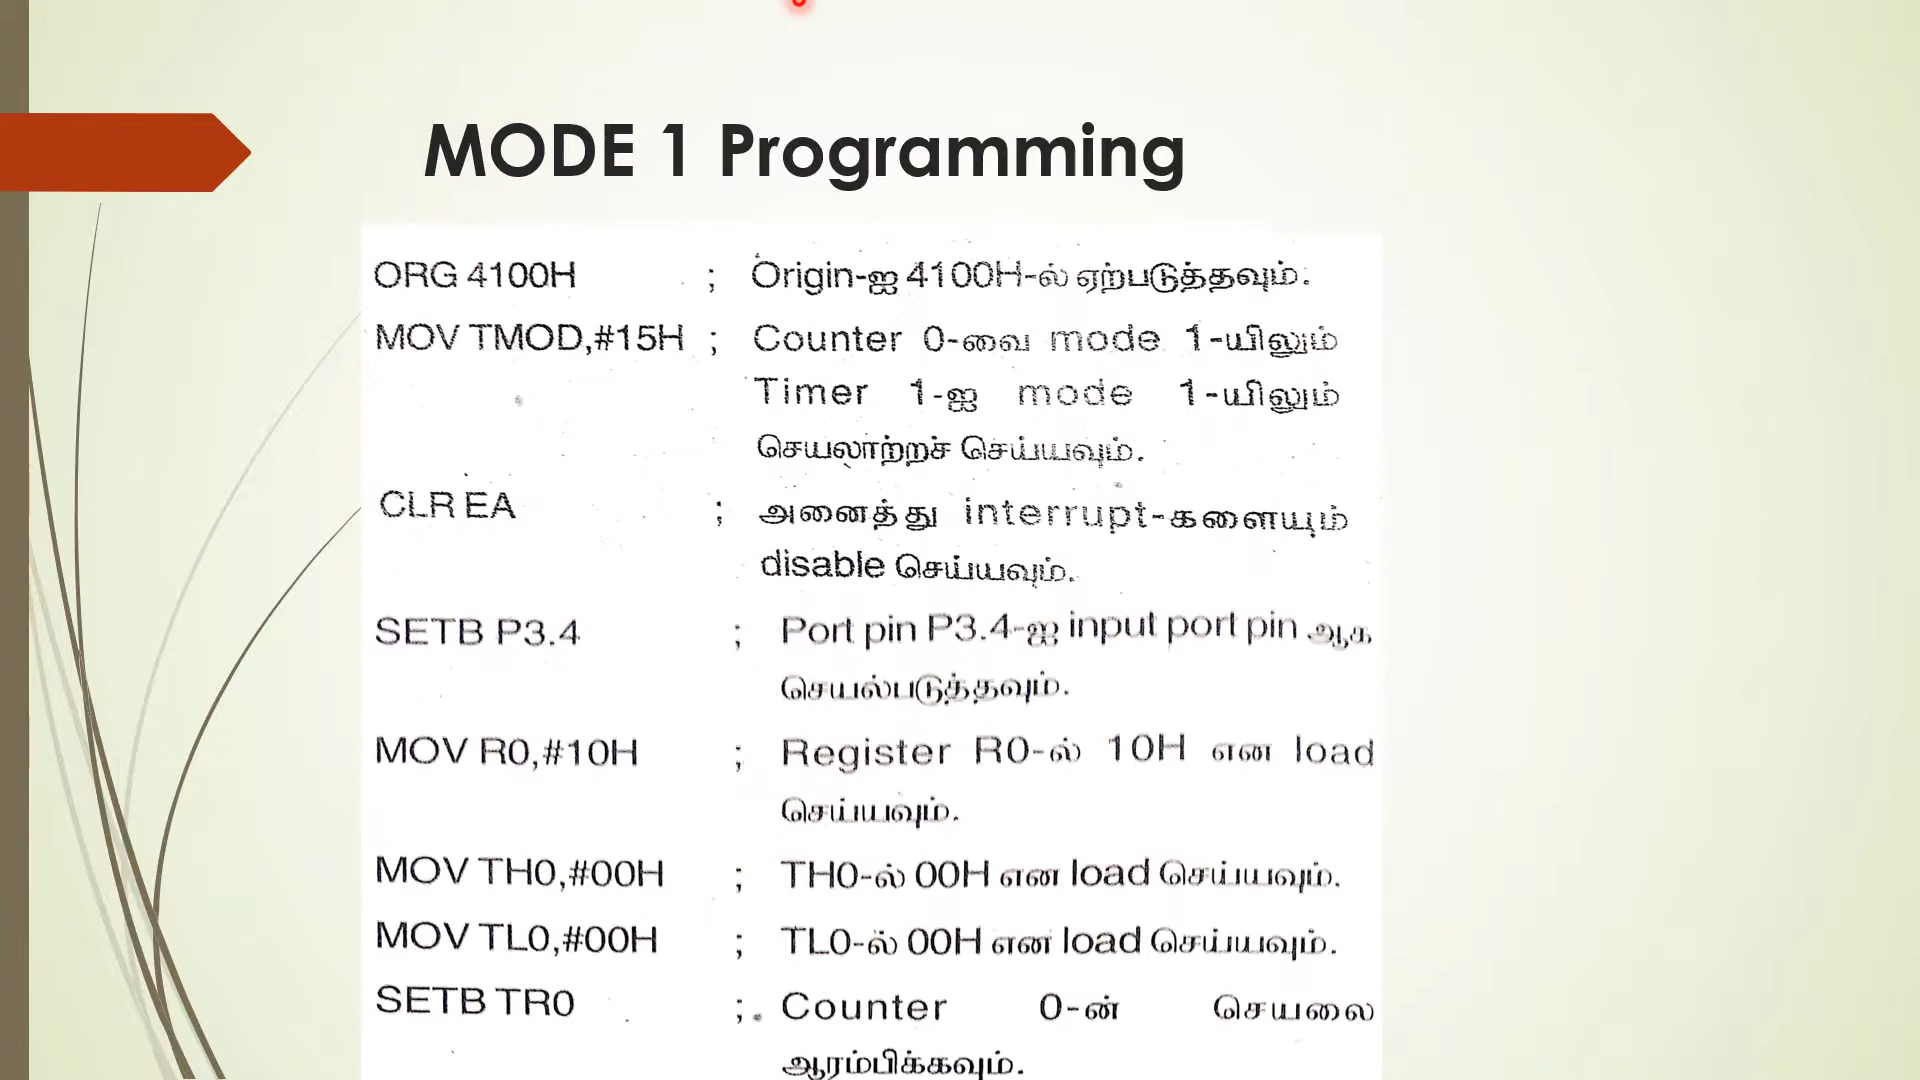 MODE 1 Programming
ORG 4100H ; Origin-ஐ 4100H-ல் ஏற்படுத்தவும்.
MOV TMOD,#15H ; Counter 0-வை mode 1-யிலும்
Timer 1-ஐ mode 1-யிலும்
செயலாற்றச் செய்யவும்.
CLR EA ; அனைத்து interrupt-களையும்
disable செய்யவும்.
SETB P3.4 ; Port pin P3.4-ஐ input port pin ஆக
செயல்படுத்தவும்.
MOV R0,#10H ; Register R0-ல் 10H என load
செய்யவும்.
MOV TH0,#00H ; TH0-ல் 00H என load செய்யவும்.
MOV TL0,#00H ; TL0-ல் 00H என load செய்யவும்.
SETB TR0 ; Counter 0-ன் செயலை
ஆரம்பிக்கவும்.